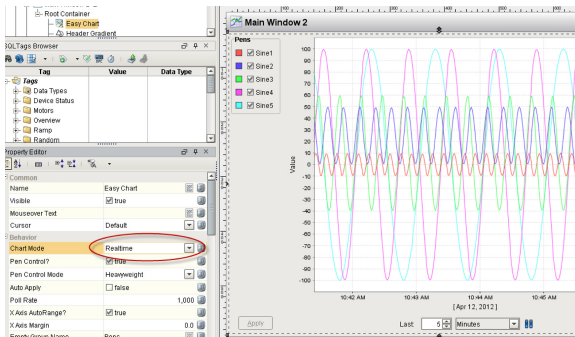 Root Container
Easy Chart
Header Gradient
SQLTags Browser
Tag Value Data Type
Tags
Data Types
Device Status
Motors
Overview
Ramp
Random
Property Editor
Common
Name Easy Chart
Visible true
Mouseover Text
Cursor Default
Behavior
Chart Mode Realtime
Pen Control? true
Pen Control Mode Heavyweight
Auto Apply false
Poll Rate 1,000
X Axis AutoRange? true
X Axis Margin 0.0
Empty Group Name Pens
Main Window 2
Pens
Sine1
Sine2
Sine3
Sine4
Sine5
Value
100
90
80
70
60
50
40
30
20
10
0
-10
-20
-30
-40
-50
-60
-70
-80
-90
-100
10:42 AM 10:43 AM 10:44 AM 10:45 AM
[Apr 12, 2012]
Apply Last 5 Minutes